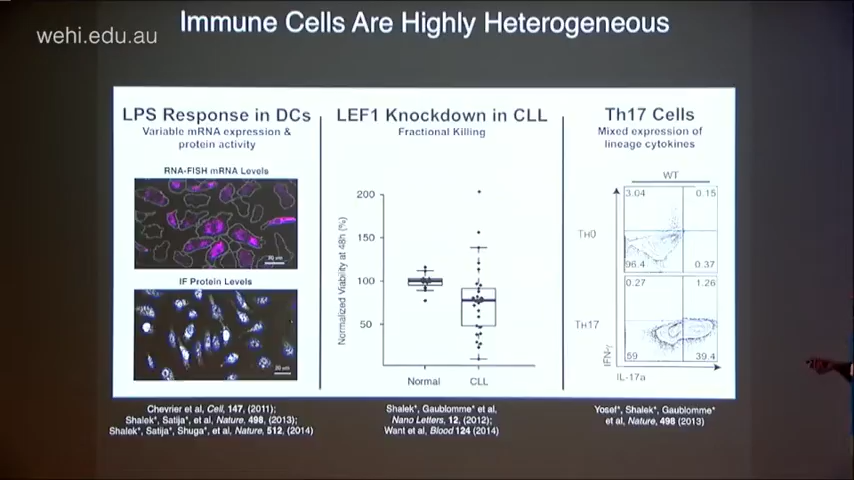 Immune Cells Are Highly Heterogeneous
wehi.edu.au
LPS Response in DCs
Variable mRNA expression &
protein activity
RNA-FISH mRNA Levels
20 µm
IF Protein Levels
20 µm
LEF1 Knockdown in CLL
Fractional Killing
Normalized Viability at 48h (%)
200
150
100
50
Normal
CLL
Th17 Cells
Mixed expression of
lineage cytokines
WT
TH0
3.04
0.15
96.4
0.37
TH17
0.27
1.26
59
39.4
IFN-γ
IL-17a
Chevrier et al, Cell, 147, (2011);
Shalek*, Satija*, et al, Nature, 498, (2013);
Shalek*, Satija*, Shuga*, et al, Nature, 512, (2014)
Shalek*, Gaublomme* et al,
Nano Letters, 12, (2012);
Want et al, Blood 124 (2014)
Yosef*, Shalek*, Gaublomme*
et al, Nature, 498 (2013)